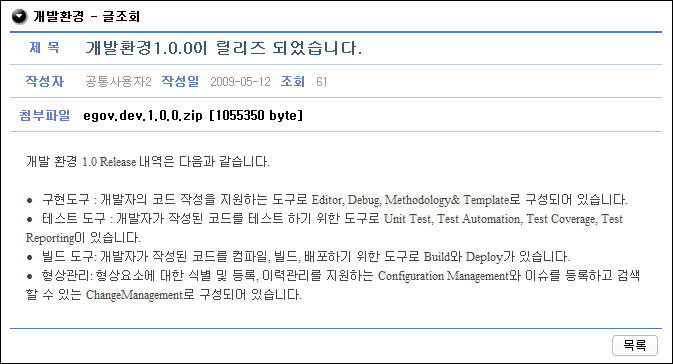 개발환경 - 글조회
제 목 개발환경1.0.0이 릴리즈 되었습니다.
작성자 공통사용자2 작성일 2009-05-12 조회 61
첨부파일 egov.dev.1.0.0.zip [1055350 byte]
개발 환경 1.0 Release 내역은 다음과 같습니다.
● 구현도구 : 개발자의 코드 작성을 지원하는 도구로 Editor, Debug, Methodology& Template로 구성되어 있습니다.
● 테스트 도구 : 개발자가 작성된 코드를 테스트 하기 위한 도구로 Unit Test, Test Automation, Test Coverage, Test
Reporting이 있습니다.
● 빌드 도구: 개발자가 작성된 코드를 컴파일, 빌드, 배포하기 위한 도구로 Build와 Deploy가 있습니다.
● 형상관리: 형상요소에 대한 식별 및 등록, 이력관리를 지원하는 Configuration Management와 이슈를 등록하고 검색
할 수 있는 ChangeManagement로 구성되어 있습니다.
목록